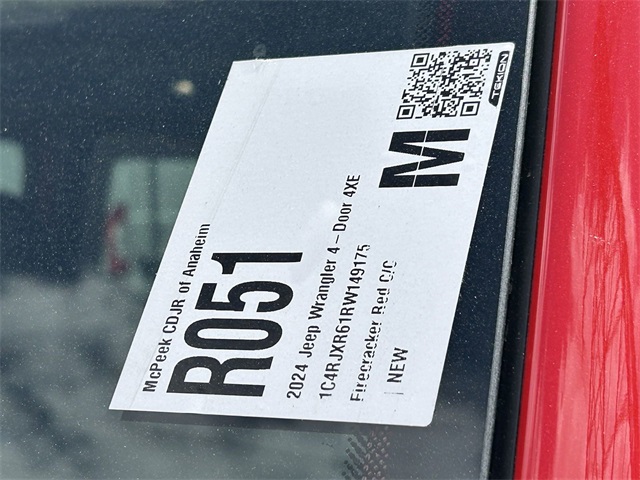 McPeek CDJR of Anaheim
R051
2024 Jeep Wrangler 4-Door 4XE
1C4RJXR61RW149175
Firecracker Red C/C
| NEW
M
TEKION